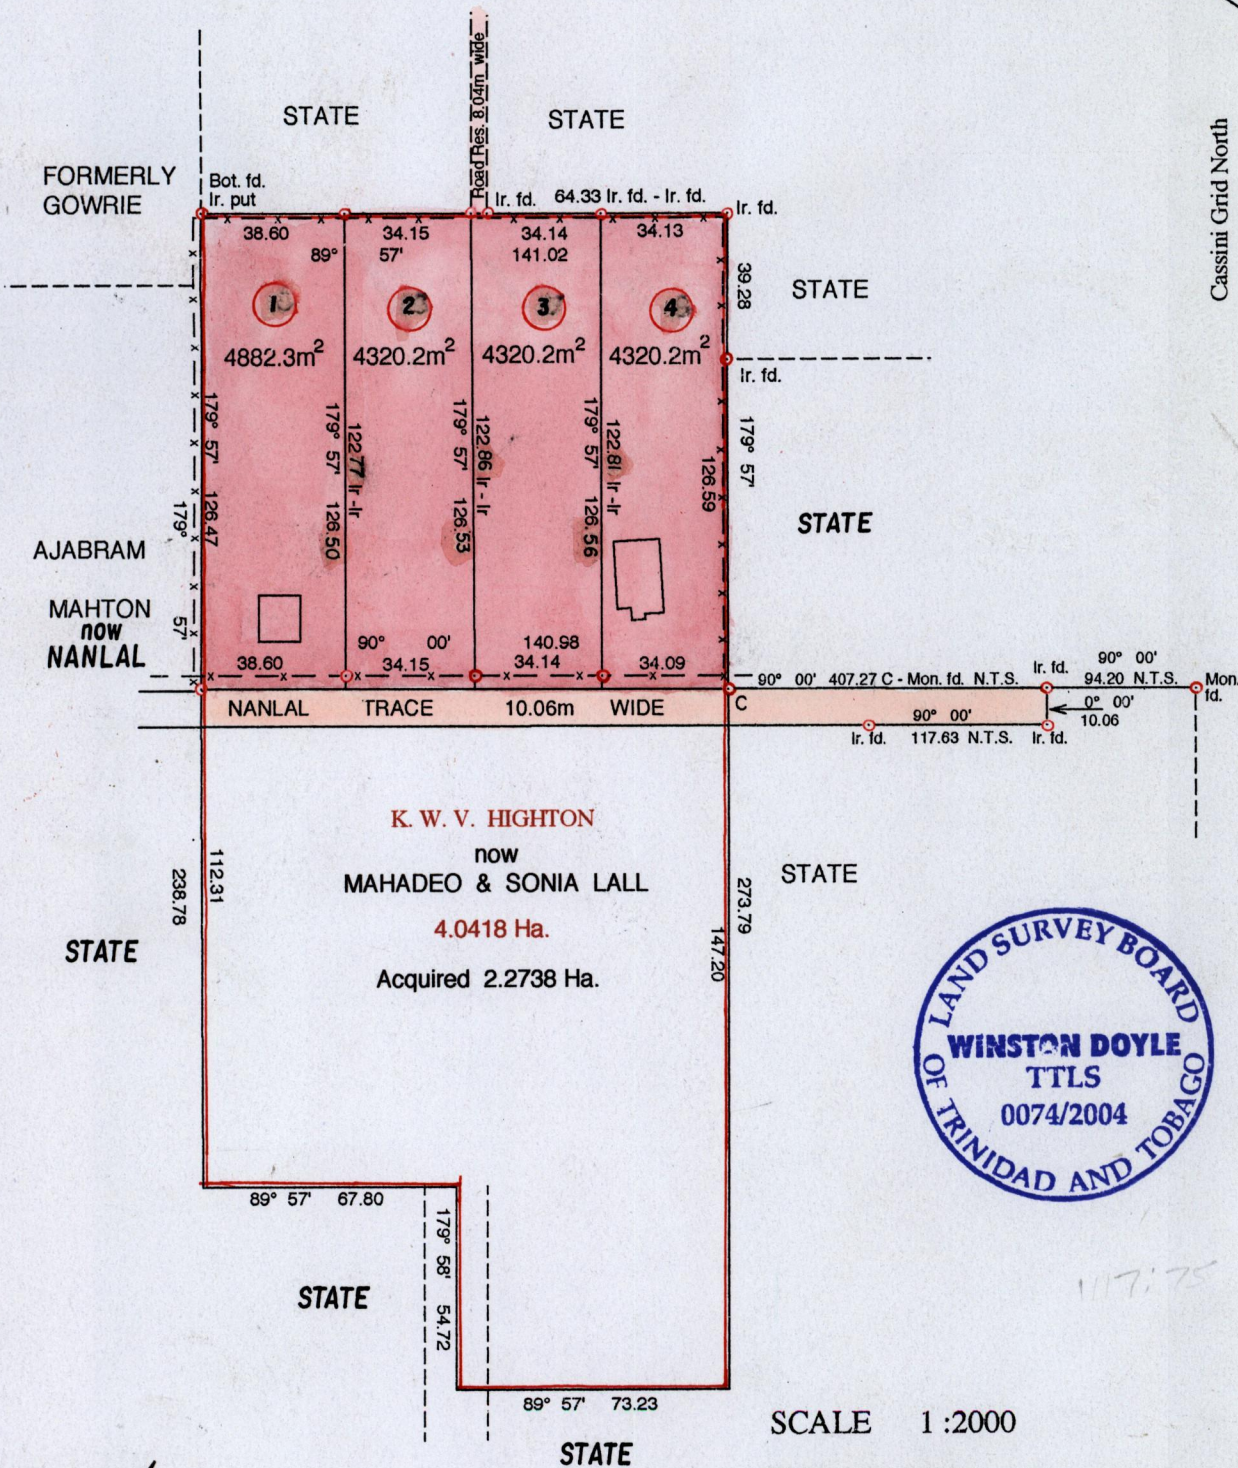 Cassini Grid North
Road Res. 8.04m wide
STATE
STATE
FORMERLY
GOWRIE
Bot. fd.
Ir. put
Ir. fd.
64.33 Ir. fd. - Ir. fd.
Ir. fd.
38.60
34.15
34.14
34.13
89° 57'
141.02
39.28
STATE
1
2
3
4
4882.3m²
4320.2m²
4320.2m²
4320.2m²
Ir. fd.
179° 57' 126.47
179° 57'
179° 57' 126.50
122.77 Ir -Ir
179° 57' 126.53
122.86 Ir - Ir
179° 57' 126.56
122.81 Ir -Ir
126.59
179° 57'
STATE
AJABRAM
MAHTON
now
NANLAL
90° 00'
140.98
38.60
34.15
34.14
34.09
90° 00' 407.27 C - Mon. fd. N.T.S.
Ir. fd.
90° 00'
94.20 N.T.S.
Mon.
fd.
NANLAL TRACE 10.06m WIDE
C
90° 00'
0° 00'
10.06
Ir. fd. 117.63 N.T.S. Ir. fd.
K. W. V. HIGHTON
now
MAHADEO & SONIA LALL
4.0418 Ha.
Acquired 2.2738 Ha.
112.31
238.78
273.79
147.20
STATE
STATE
LAND SURVEY BOARD
OF TRINIDAD AND TOBAGO
WINSTON DOYLE
TTLS
0074/2004
89° 57' 67.80
179° 58' 54.72
STATE
1117:75
89° 57' 73.23
SCALE 1:2000
STATE